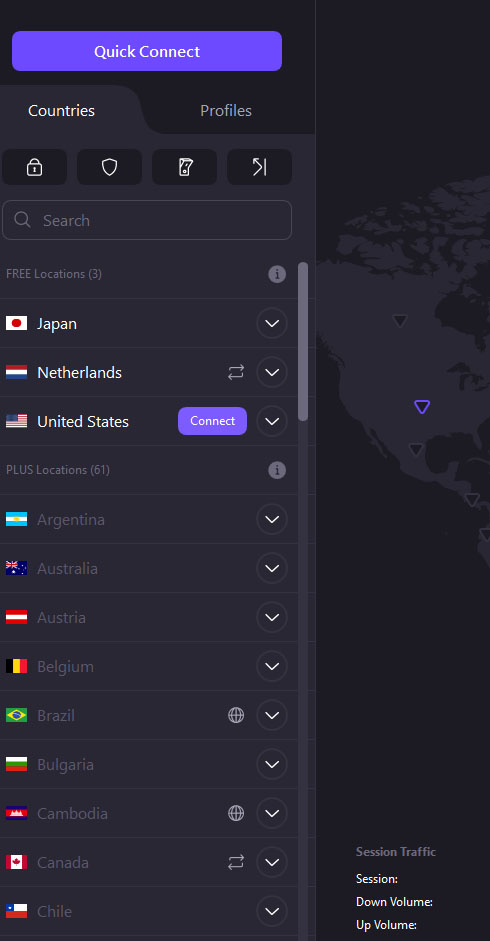 Quick Connect
Countries
Profiles
Search
FREE Locations (3)
Japan
Netherlands
United States
Connect
PLUS Locations (61)
Argentina
Australia
Austria
Belgium
Brazil
Bulgaria
Cambodia
Canada
Chile
Session Traffic
Session:
Down Volume:
Up Volume: